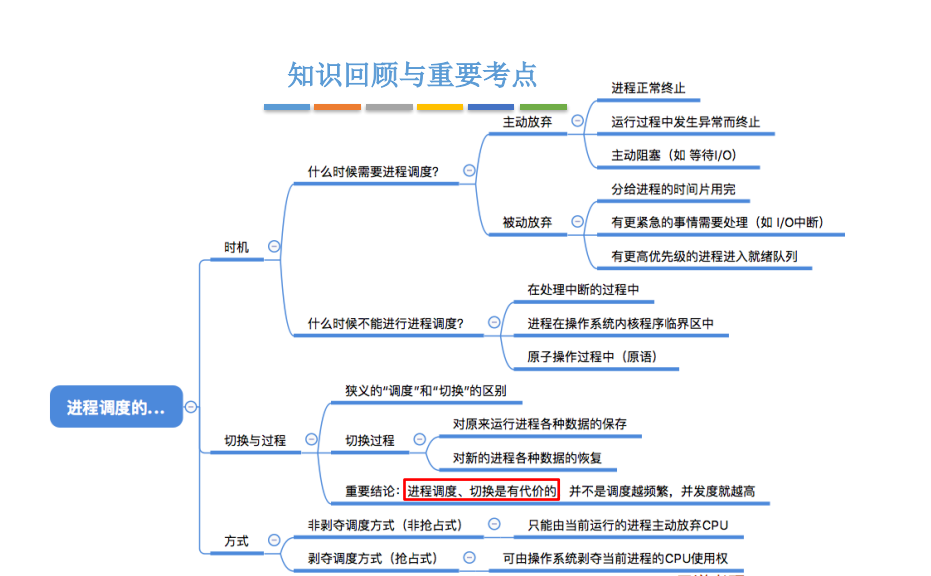 知识回顾与重要考点
进程调度的...
时机
什么时候需要进程调度?
主动放弃
进程正常终止
运行过程中发生异常而终止
主动阻塞（如 等待I/O）
被动放弃
分给进程的时间片用完
有更紧急的事情需要处理（如 I/O中断）
有更高优先级的进程进入就绪队列
什么时候不能进行进程调度?
在处理中断的过程中
进程在操作系统内核程序临界区中
原子操作过程中（原语）
切换与过程
狭义的“调度”和“切换”的区别
切换过程
对原来运行进程各种数据的保存
对新的进程各种数据的恢复
重要结论：进程调度、切换是有代价的 并不是调度越频繁，并发度就越高
方式
非剥夺调度方式（非抢占式）
只能由当前运行的进程主动放弃CPU
剥夺调度方式（抢占式）
可由操作系统剥夺当前进程的CPU使用权